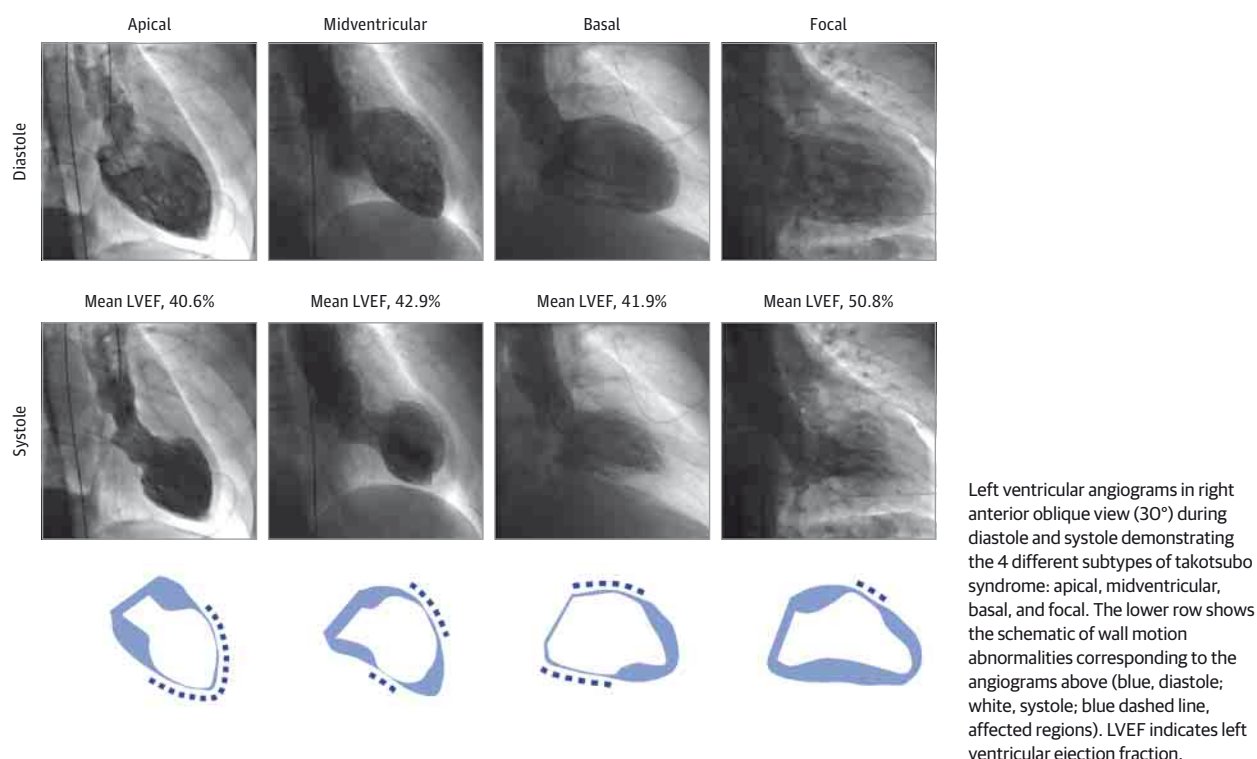 Apical
Midventricular
Basal
Focal
Diastole
Mean LVEF, 40.6%
Mean LVEF, 42.9%
Mean LVEF, 41.9%
Mean LVEF, 50.8%
Systole
Left ventricular angiograms in right
anterior oblique view (30°) during
diastole and systole demonstrating
the 4 different subtypes of takotsubo
syndrome: apical, midventricular,
basal, and focal. The lower row shows
the schematic of wall motion
abnormalities corresponding to the
angiograms above (blue, diastole;
white, systole; blue dashed line,
affected regions). LVEF indicates left
ventricular ejection fraction.